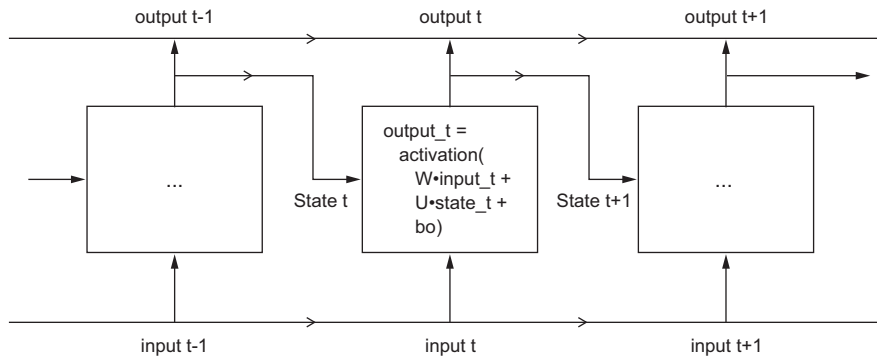 output t-1
output t
output t+1
...
output_t =
activation(
W•input_t +
U•state_t +
bo)
...
State t
State t+1
input t-1
input t
input t+1